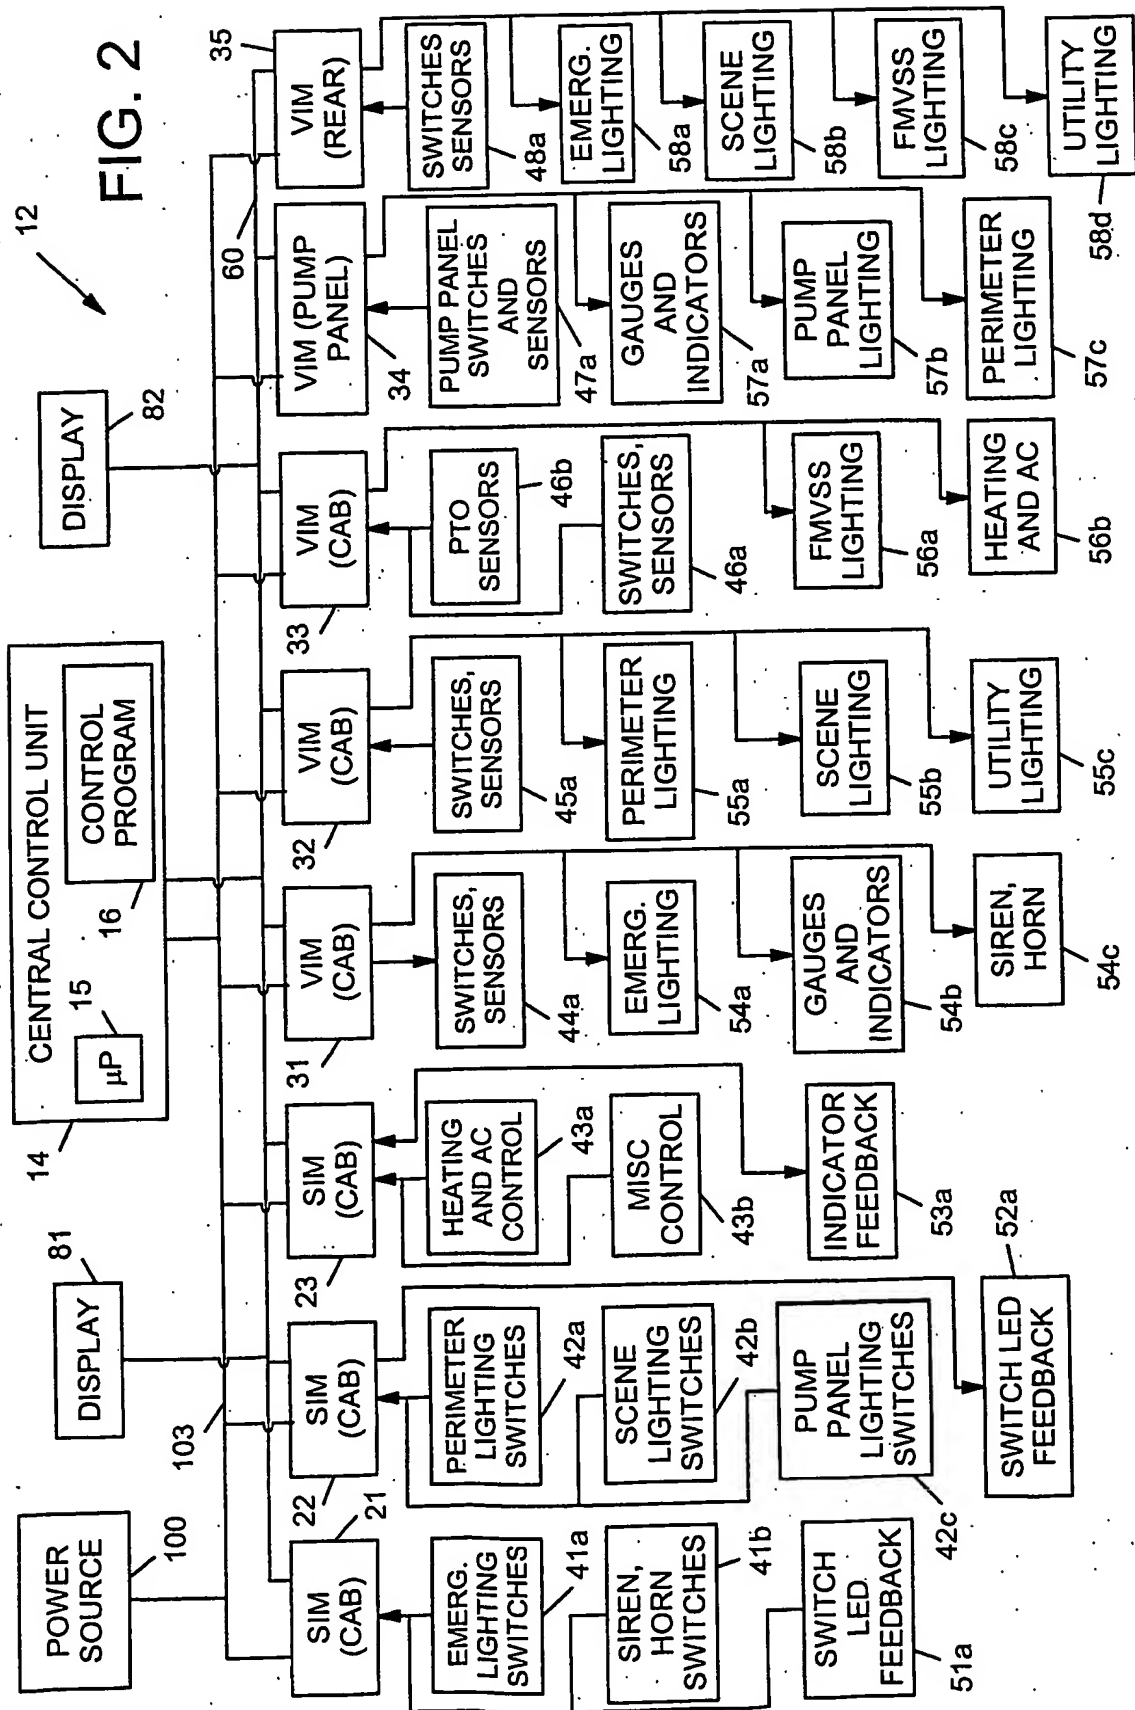 FIG. 2
12
POWER
SOURCE
100
103
DISPLAY
81
CENTRAL CONTROL UNIT
14
µP
15
CONTROL
PROGRAM
16
DISPLAY
82
60
SIM
(CAB)
21
EMERG.
LIGHTING
SWITCHES
41a
SIREN,
HORN
SWITCHES
41b
SWITCH
LED
FEEDBACK
51a
SIM
(CAB)
22
PERIMETER
LIGHTING
SWITCHES
42a
SCENE
LIGHTING
SWITCHES
42b
PUMP
PANEL
LIGHTING
SWITCHES
42c
SWITCH LED
FEEDBACK
52a
SIM
(CAB)
23
HEATING
AND AC
CONTROL
43a
MISC
CONTROL
43b
INDICATOR
FEEDBACK
53a
VIM
(CAB)
31
SWITCHES,
SENSORS
44a
EMERG.
LIGHTING
54a
GAUGES
AND
INDICATORS
54b
SIREN,
HORN
54c
VIM
(CAB)
32
SWITCHES,
SENSORS
45a
PERIMETER
LIGHTING
55a
SCENE
LIGHTING
55b
UTILITY
LIGHTING
55c
VIM
(CAB)
33
PTO
SENSORS
46b
SWITCHES,
SENSORS
46a
FMVSS
LIGHTING
56a
HEATING
AND AC
56b
VIM (PUMP
PANEL)
34
PUMP PANEL
SWITCHES
AND
SENSORS
47a
GAUGES
AND
INDICATORS
57a
PUMP
PANEL
LIGHTING
57b
PERIMETER
LIGHTING
57c
VIM
(REAR)
35
SWITCHES
SENSORS
48a
EMERG.
LIGHTING
58a
SCENE
LIGHTING
58b
FMVSS
LIGHTING
58c
UTILITY
LIGHTING
58d